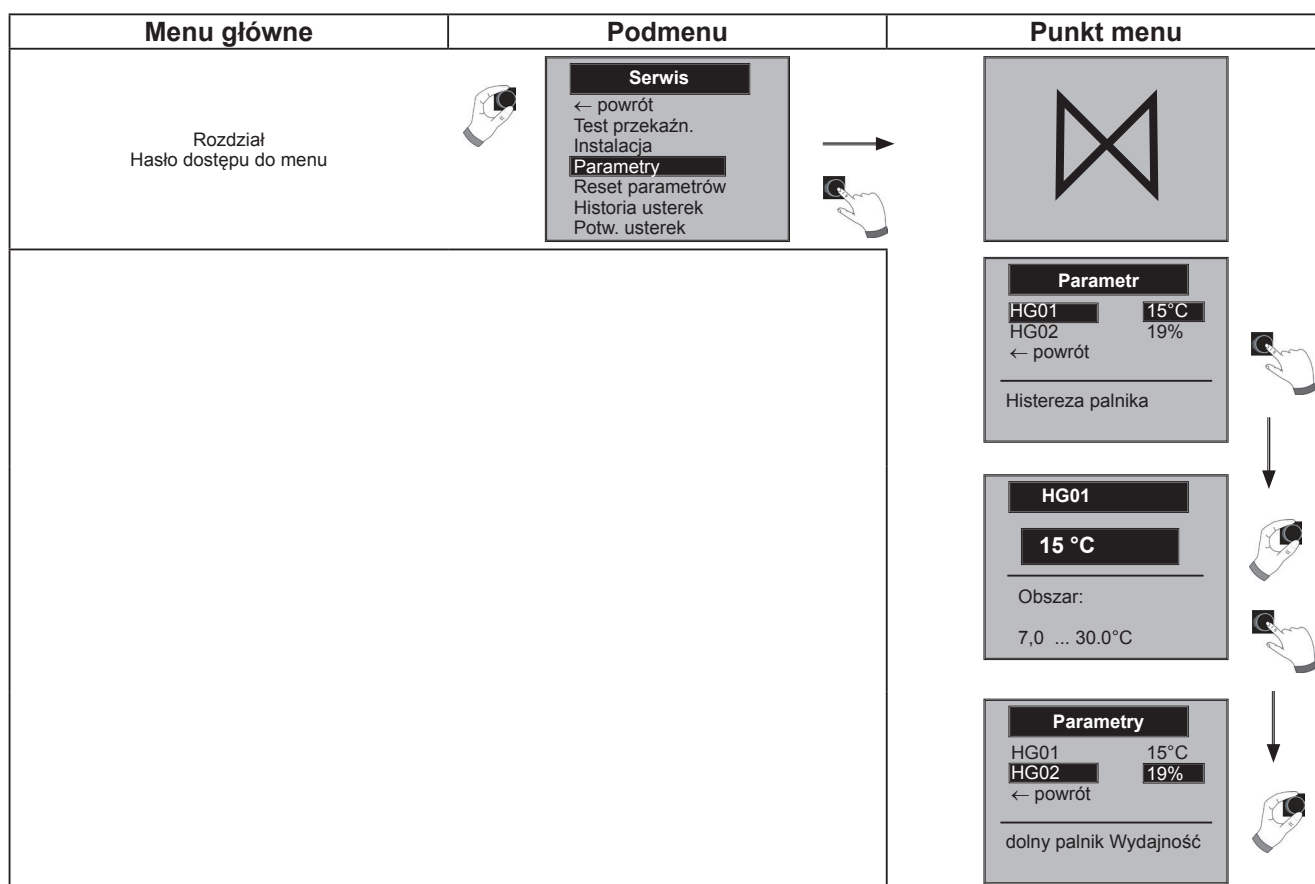 Menu główne
Podmenu
Punkt menu
Rozdział
Hasło dostępu do menu
Serwis
← powrót
Test przekaźn.
Instalacja
Parametry
Reset parametrów
Historia usterek
Potw. usterek
Parametr
HG01 15°C
HG02 19%
← powrót
Histereza palnika
HG01
15 °C
Obszar:
7,0 ... 30.0°C
Parametry
HG01 15°C
HG02 19%
← powrót
dolny palnik Wydajność